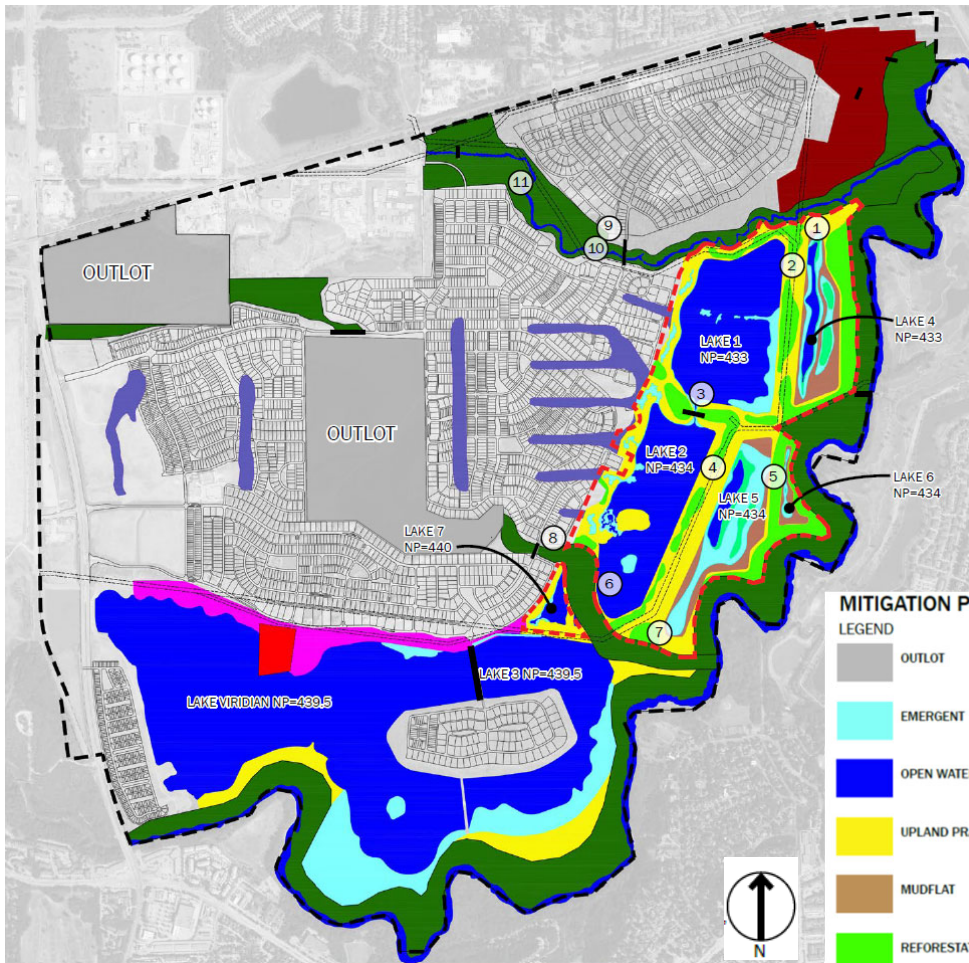 11
9
10
1
2
OUTLOT
LAKE 4
NP=433
LAKE 1
NP=433
3
OUTLOT
LAKE 2
NP=434
4
LAKE 5
NP=434
5
LAKE 6
NP=434
LAKE 7
NP=440
8
6
7
MITIGATION P
LEGEND
OUTLOT
EMERGENT
OPEN WATE
UPLAND PR
MUDFLAT
REFORESTA
LAKE 3 NP=439.5
LAKE VIRIDIAN NP=439.5
N